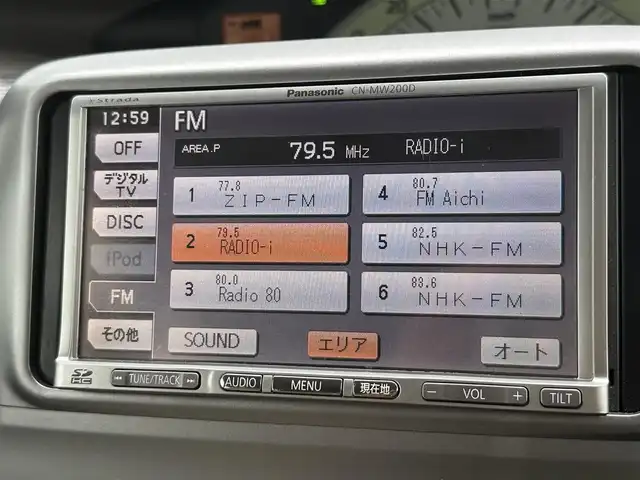 Panasonic CN-MW200D
Strada
12:59
FM
OFF
AREA.P 79.5 MHz RADIO-i
デジタル
TV
1 77.8 ZIP-FM
4 80.7 FM Aichi
DISC
2 79.5 RADIO-i
5 82.5 NHK-FM
iPod
3 80.0 Radio 80
6 83.6 NHK-FM
FM
その他
SOUND
エリア
オート
SD HC
TUNE/TRACK
AUDIO
MENU
現在地
− VOL +
TILT